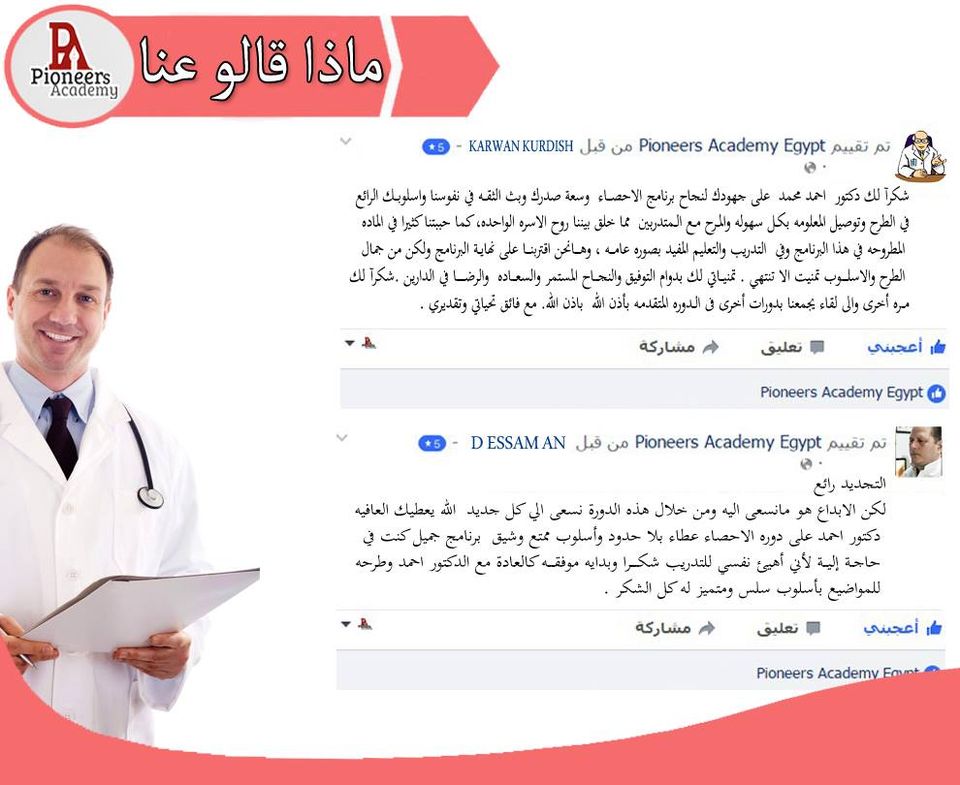 PA
Pioneers
Academy
ماذا قالو عنا
تم تقييم Pioneers Academy Egypt من قبل KARWAN KURDISH - 5★
شكرآ لك دكتور احمد محمد على جهودك لنجاح برنامج الاحصاء وسعة صدرك وبث الثقه في نفوسنا واسلوبك الرائع
في الطرح وتوصيل المعلومه بكل سهوله والمرح مع المتدربين مما خلق بيننا روح الاسره الواحده، كما حببتنا كثيرا في الماده
المطروحه في هذا البرنامج وفي التدريب والتعليم المفيد بصوره عامه ، وهانحن اقتربنا على نهاية البرنامج ولكن من جمال
الطرح والاسلوب تمنيت الا تنتهي . تمنياتي لك بدوام التوفيق والنجاح المستمر والسعاده والرضا في الدارين .شكرآ لك
مره أخرى والى لقاء يجمعنا بدورات أخرى فى الدوره المتقدمه بأذن الله باذن الله. مع فائق تحياتي وتقديري .
أعجبني تعليق مشاركة
Pioneers Academy Egypt
تم تقييم Pioneers Academy Egypt من قبل D ESSAM AN - 5★
التجديد رائع
لكن الابداع هو مانسعى اليه ومن خلال هذه الدورة نسعى الي كل جديد الله يعطيك العافيه
دكتور احمد على دوره الاحصاء عطاء بلا حدود وأسلوب ممتع وشيق برنامج جميل كنت في
حاجة إلية لأني أهيئ نفسي للتدريب شكرا وبدايه موفقه كالعادة مع الدكتور احمد وطرحه
للمواضيع بأسلوب سلس ومتميز له كل الشكر .
أعجبني تعليق مشاركة
Pioneers Academy Egypt